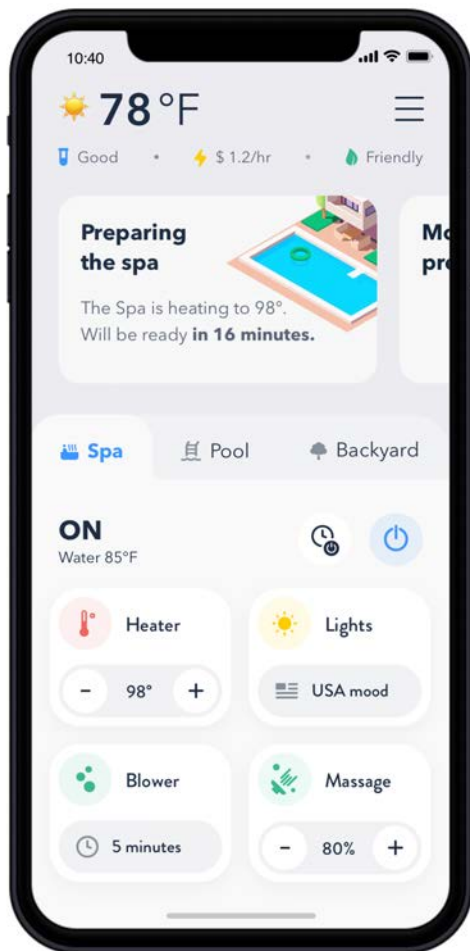 10:40
78°F
Good • $ 1.2/hr • Friendly
Preparing
the spa
The Spa is heating to 98°.
Will be ready in 16 minutes.
Mo
pre
Spa Pool Backyard
ON
Water 85°F
Heater
- 98° +
Lights
USA mood
Blower
5 minutes
Massage
- 80% +